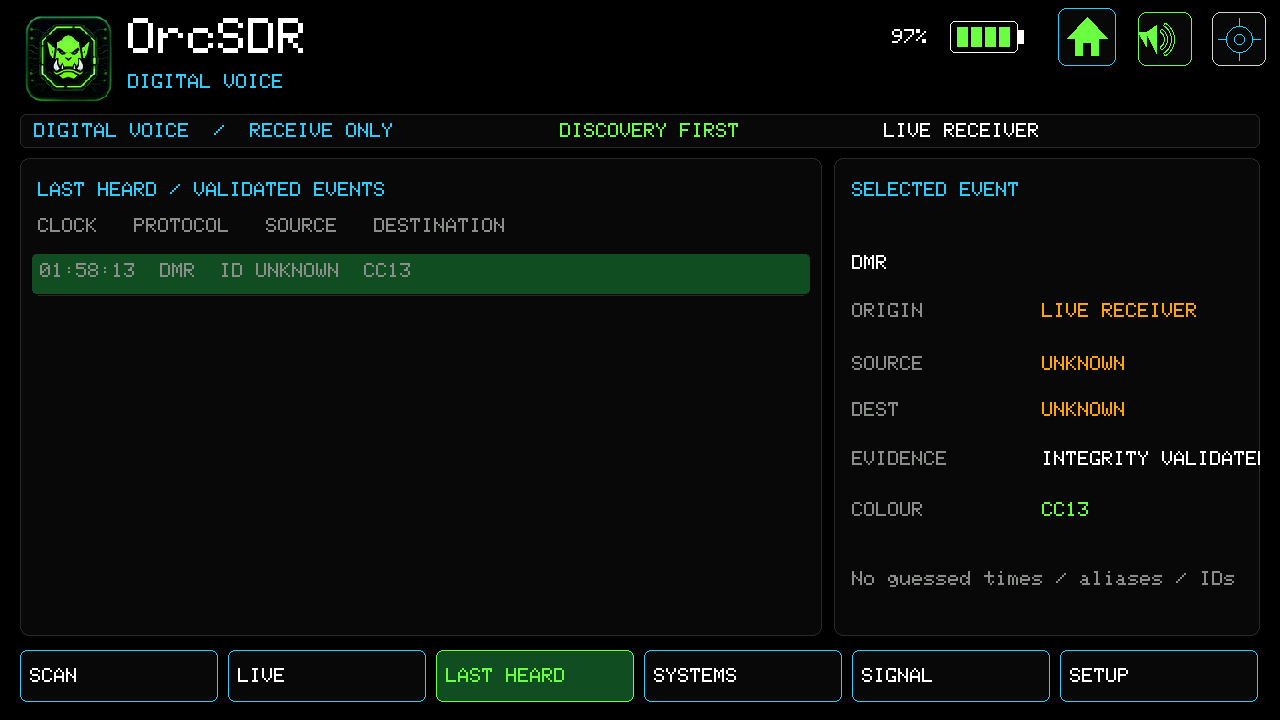 OrcSDR
97%
DIGITAL VOICE
DIGITAL VOICE / RECEIVE ONLY DISCOVERY FIRST LIVE RECEIVER
LAST HEARD / VALIDATED EVENTS
CLOCK PROTOCOL SOURCE DESTINATION
01:58:13 DMR ID UNKNOWN CC13
SELECTED EVENT
DMR
ORIGIN LIVE RECEIVER
SOURCE UNKNOWN
DEST UNKNOWN
EVIDENCE INTEGRITY VALIDATE
COLOUR CC13
No guessed times / aliases / IDs
SCAN LIVE LAST HEARD SYSTEMS SIGNAL SETUP